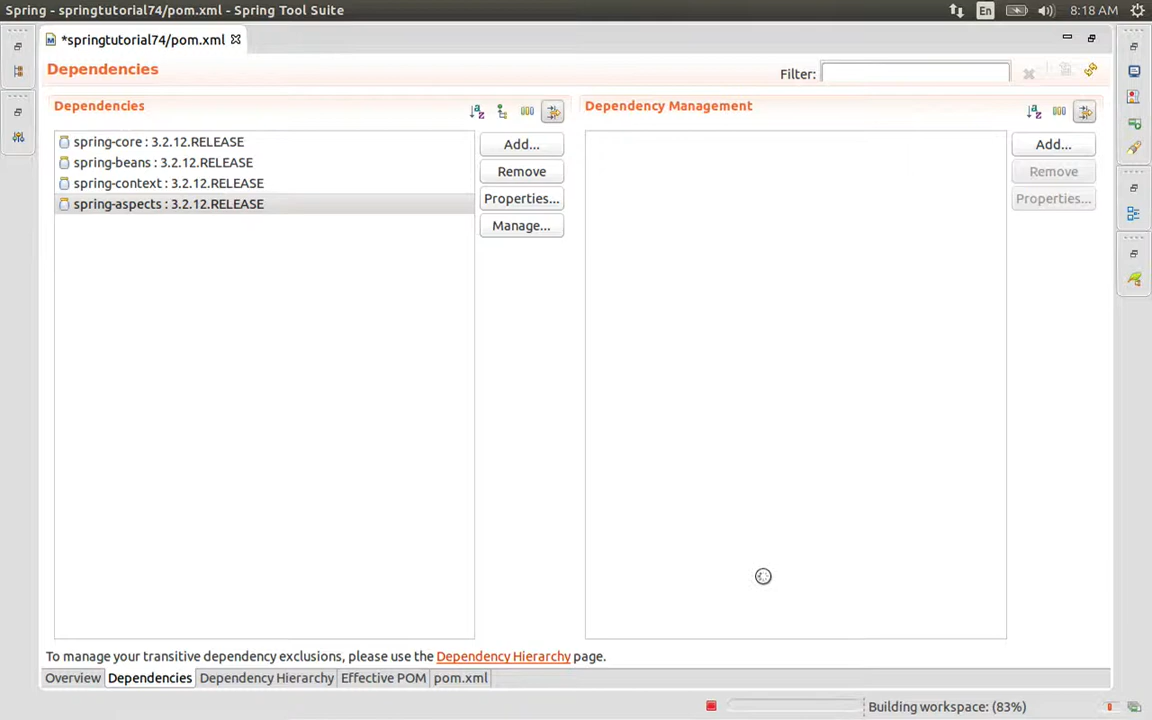 Spring - springtutorial74/pom.xml - Spring Tool Suite
En
8:18 AM
*springtutorial74/pom.xml
Dependencies
Filter:
Dependencies
Dependency Management
spring-core : 3.2.12.RELEASE
spring-beans : 3.2.12.RELEASE
spring-context : 3.2.12.RELEASE
spring-aspects : 3.2.12.RELEASE
Add...
Remove
Properties...
Manage...
Add...
Remove
Properties...
To manage your transitive dependency exclusions, please use the Dependency Hierarchy page.
Overview
Dependencies
Dependency Hierarchy
Effective POM
pom.xml
Building workspace: (83%)